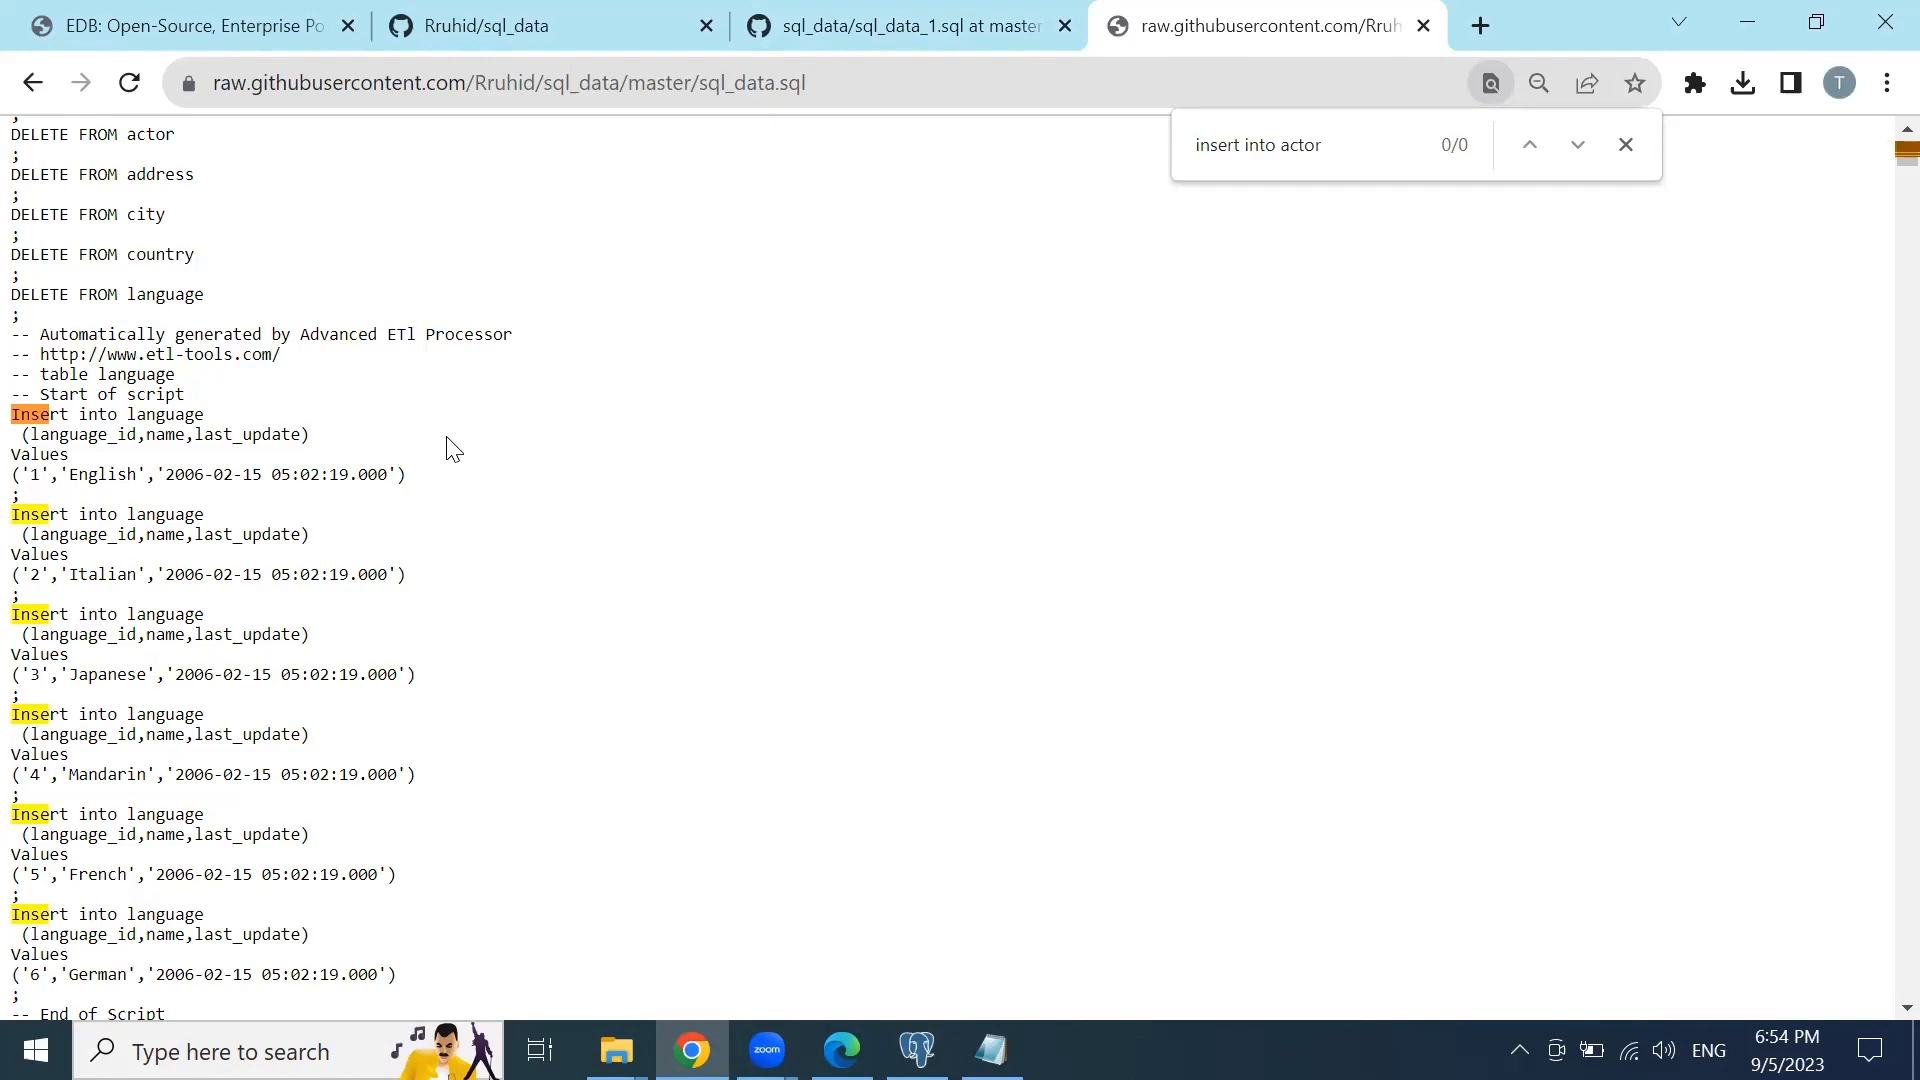 EDB: Open-Source, Enterprise Po
Rruhid/sql_data
sql_data/sql_data_1.sql at master
raw.githubusercontent.com/Rruh
raw.githubusercontent.com/Rruhid/sql_data/master/sql_data.sql
T
insert into actor
0/0
;
DELETE FROM actor
;
DELETE FROM address
;
DELETE FROM city
;
DELETE FROM country
;
DELETE FROM language
;
-- Automatically generated by Advanced ETl Processor
-- http://www.etl-tools.com/
-- table language
-- Start of script
Insert into language
(language_id,name,last_update)
Values
('1','English','2006-02-15 05:02:19.000')
;
Insert into language
(language_id,name,last_update)
Values
('2','Italian','2006-02-15 05:02:19.000')
;
Insert into language
(language_id,name,last_update)
Values
('3','Japanese','2006-02-15 05:02:19.000')
;
Insert into language
(language_id,name,last_update)
Values
('4','Mandarin','2006-02-15 05:02:19.000')
;
Insert into language
(language_id,name,last_update)
Values
('5','French','2006-02-15 05:02:19.000')
;
Insert into language
(language_id,name,last_update)
Values
('6','German','2006-02-15 05:02:19.000')
;
-- End of Script
Type here to search
zoom
ENG
6:54 PM
9/5/2023